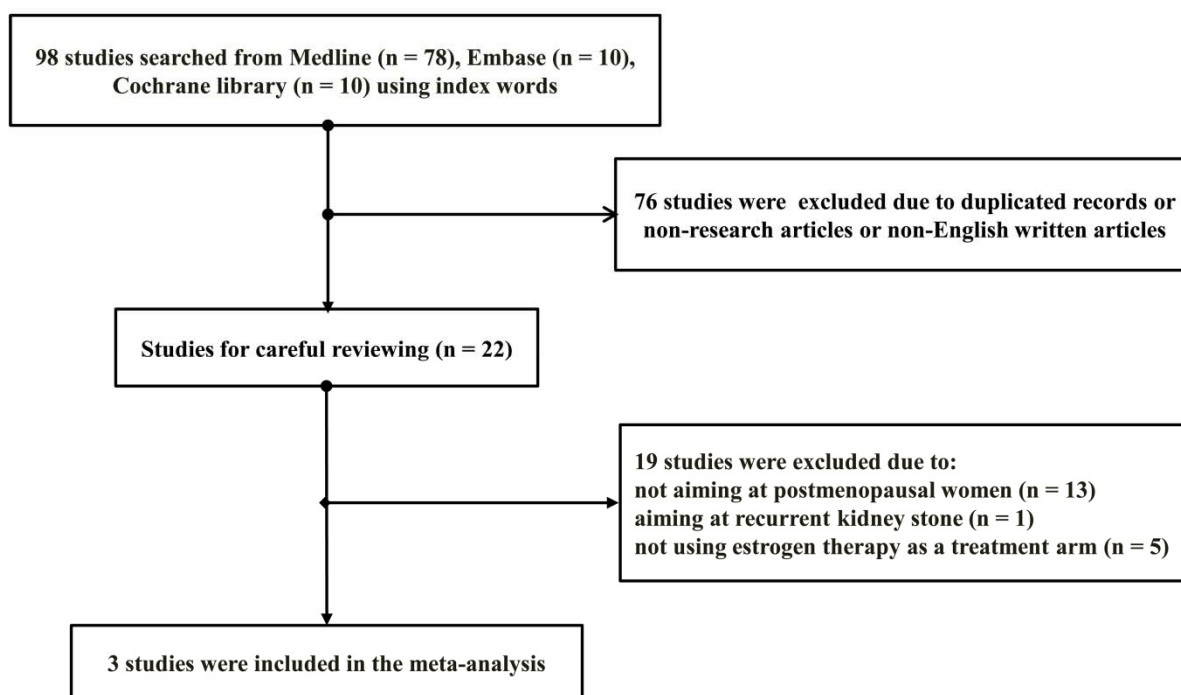 98 studies searched from Medline (n = 78), Embase (n = 10),
Cochrane library (n = 10) using index words
76 studies were excluded due to duplicated records or
non-research articles or non-English written articles
Studies for careful reviewing (n = 22)
19 studies were excluded due to:
not aiming at postmenopausal women (n = 13)
aiming at recurrent kidney stone (n = 1)
not using estrogen therapy as a treatment arm (n = 5)
3 studies were included in the meta-analysis